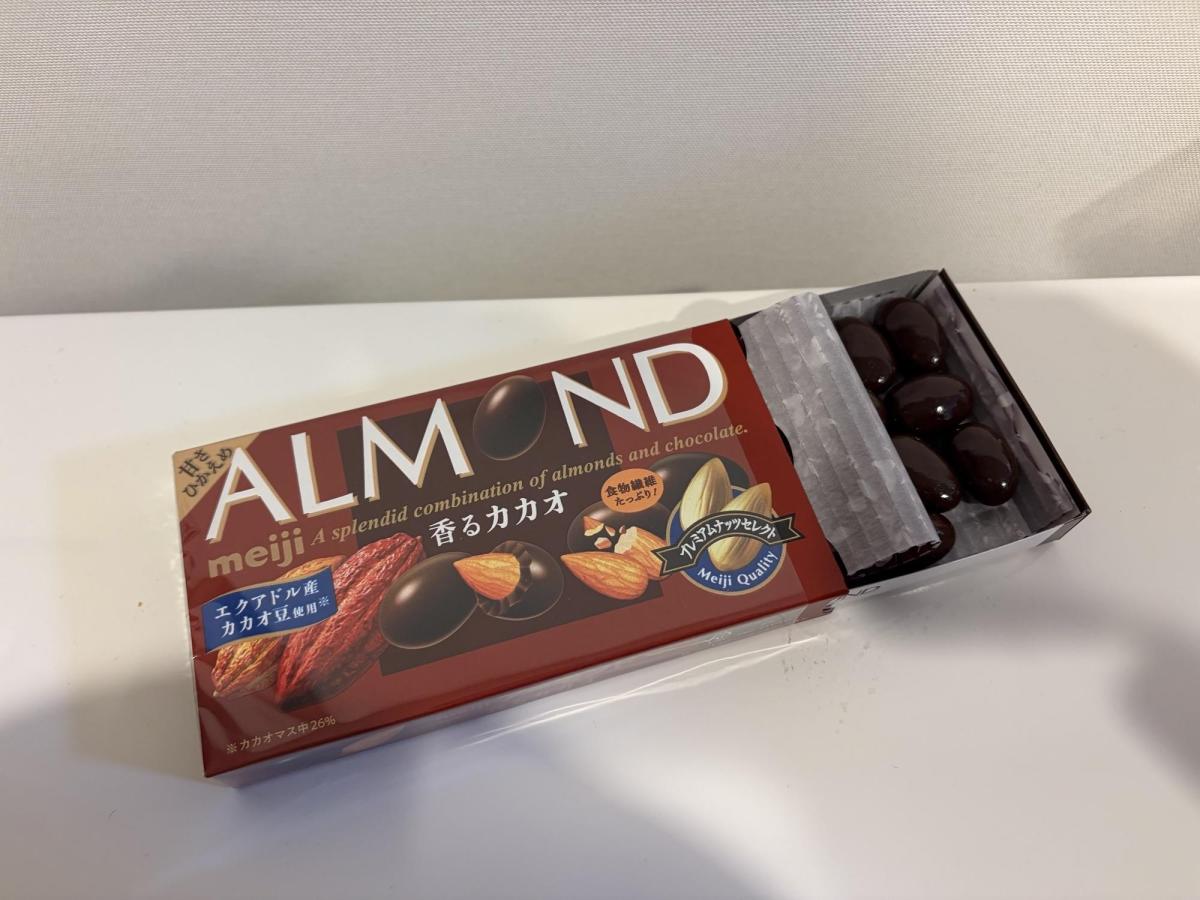 甘さ
ひかえめ
ALMOND
meiji
A splendid combination of almonds and chocolate.
香るカカオ
食物繊維
たっぷり!
プレミアムナッツセレクト
Meiji Quality
エクアドル産
カカオ豆使用※
※カカオマス中26%
ND